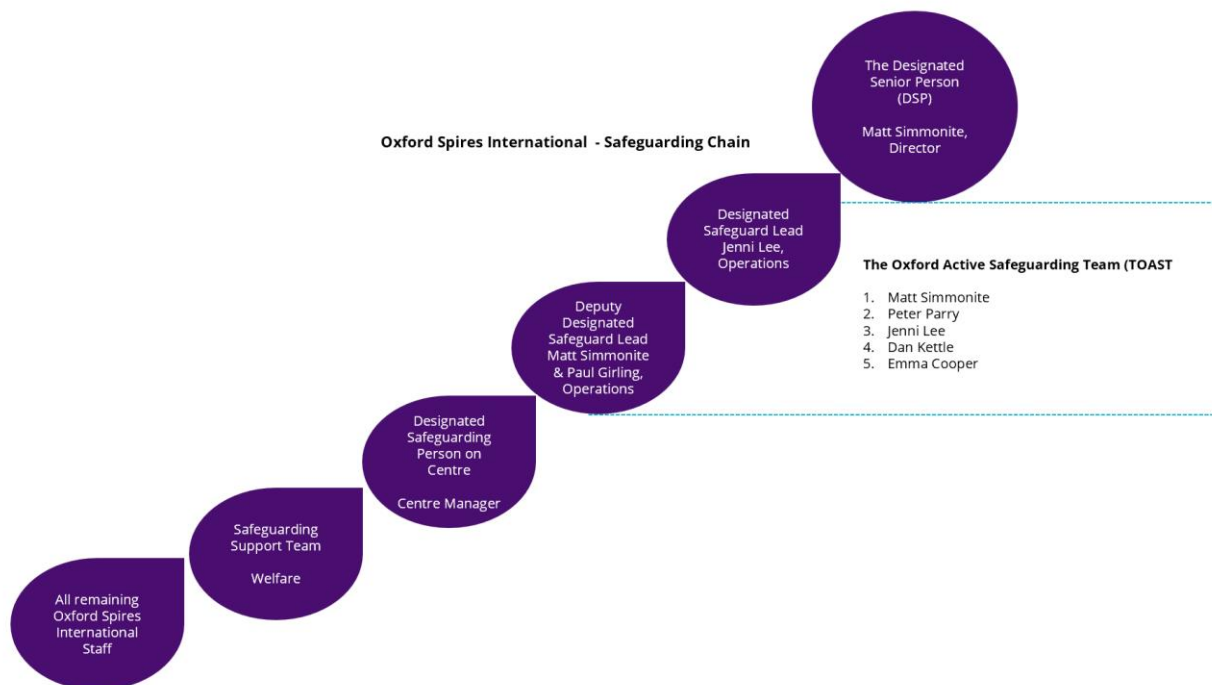 The Designated
Senior Person
(DSP)
Matt Simmonite,
Director
Oxford Spires International - Safeguarding Chain
Designated
Safeguard Lead
Jenni Lee,
Operations
The Oxford Active Safeguarding Team (TOAST
1. Matt Simmonite
2. Peter Parry
3. Jenni Lee
4. Dan Kettle
5. Emma Cooper
Deputy
Designated
Safeguard Lead
Matt Simmonite
& Paul Girling,
Operations
Designated
Safeguarding
Person on
Centre
Centre Manager
Safeguarding
Support Team
Welfare
All remaining
Oxford Spires
International
Staff